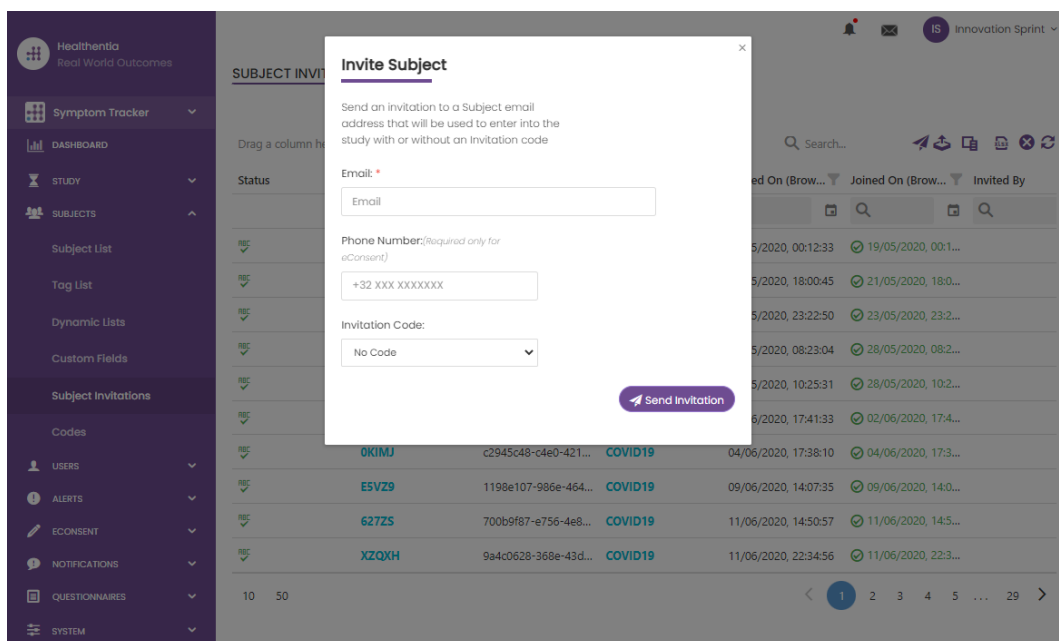 Healthentia
Real World Outcomes
IS
Innovation Sprint
Symptom Tracker
DASHBOARD
STUDY
SUBJECTS
Subject List
Tag List
Dynamic Lists
Custom Fields
Subject Invitations
Codes
USERS
ALERTS
ECONSENT
NOTIFICATIONS
QUESTIONNAIRES
SYSTEM
SUBJECT INVIT
Drag a column he
Search...
Status
ed On (Brow...
Joined On (Brow...
Invited By
5/2020, 00:12:33
19/05/2020, 00:1...
5/2020, 18:00:45
21/05/2020, 18:0...
5/2020, 23:22:50
23/05/2020, 23:2...
5/2020, 08:23:04
28/05/2020, 08:2...
5/2020, 10:25:31
28/05/2020, 10:2...
6/2020, 17:41:33
02/06/2020, 17:4...
0KIMJ
c2945c48-c4e0-421...
COVID19
04/06/2020, 17:38:10
04/06/2020, 17:3...
E5VZ9
1198e107-986e-464...
COVID19
09/06/2020, 14:07:35
09/06/2020, 14:0...
627ZS
700b9f87-e756-4e8...
COVID19
11/06/2020, 14:50:57
11/06/2020, 14:5...
XZQXH
9a4c0628-368e-43d...
COVID19
11/06/2020, 22:34:56
11/06/2020, 22:3...
10 50
1 2 3 4 5 ... 29
Invite Subject
Send an invitation to a Subject email
address that will be used to enter into the
study with or without an Invitation code
Email: *
Email
Phone Number:(Required only for
eConsent)
+32 XXX XXXXXXX
Invitation Code:
No Code
Send Invitation